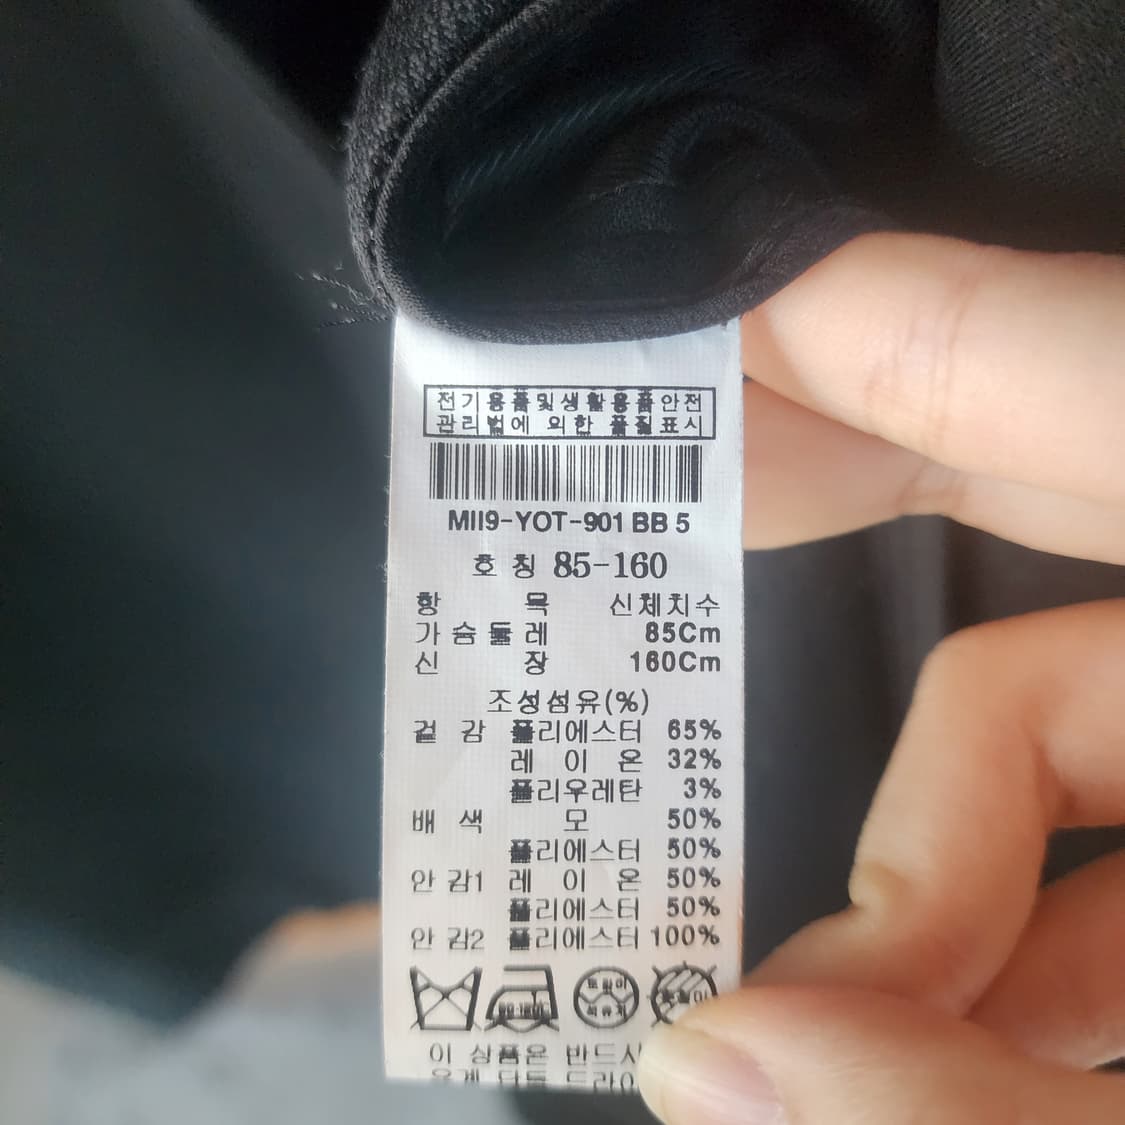 전기용품및생활용품안전
관리법에 의한 품질표시
MII9-YOT-901 BB 5
호칭 85-160
항 목 신체치수
가슴둘레 85Cm
신 장 160Cm
조성섬유(%)
겉 감 폴리에스터 65%
레 이 온 32%
폴리우레탄 3%
배 색 모 50%
폴리에스터 50%
안 감1 레 이 온 50%
폴리에스터 50%
안 감2 폴리에스터 100%
석유계
이 상품은 반드시